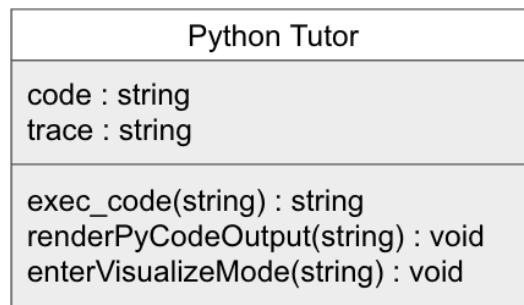 Python Tutor
code : string
trace : string
exec_code(string) : string
renderPyCodeOutput(string) : void
enterVisualizeMode(string) : void